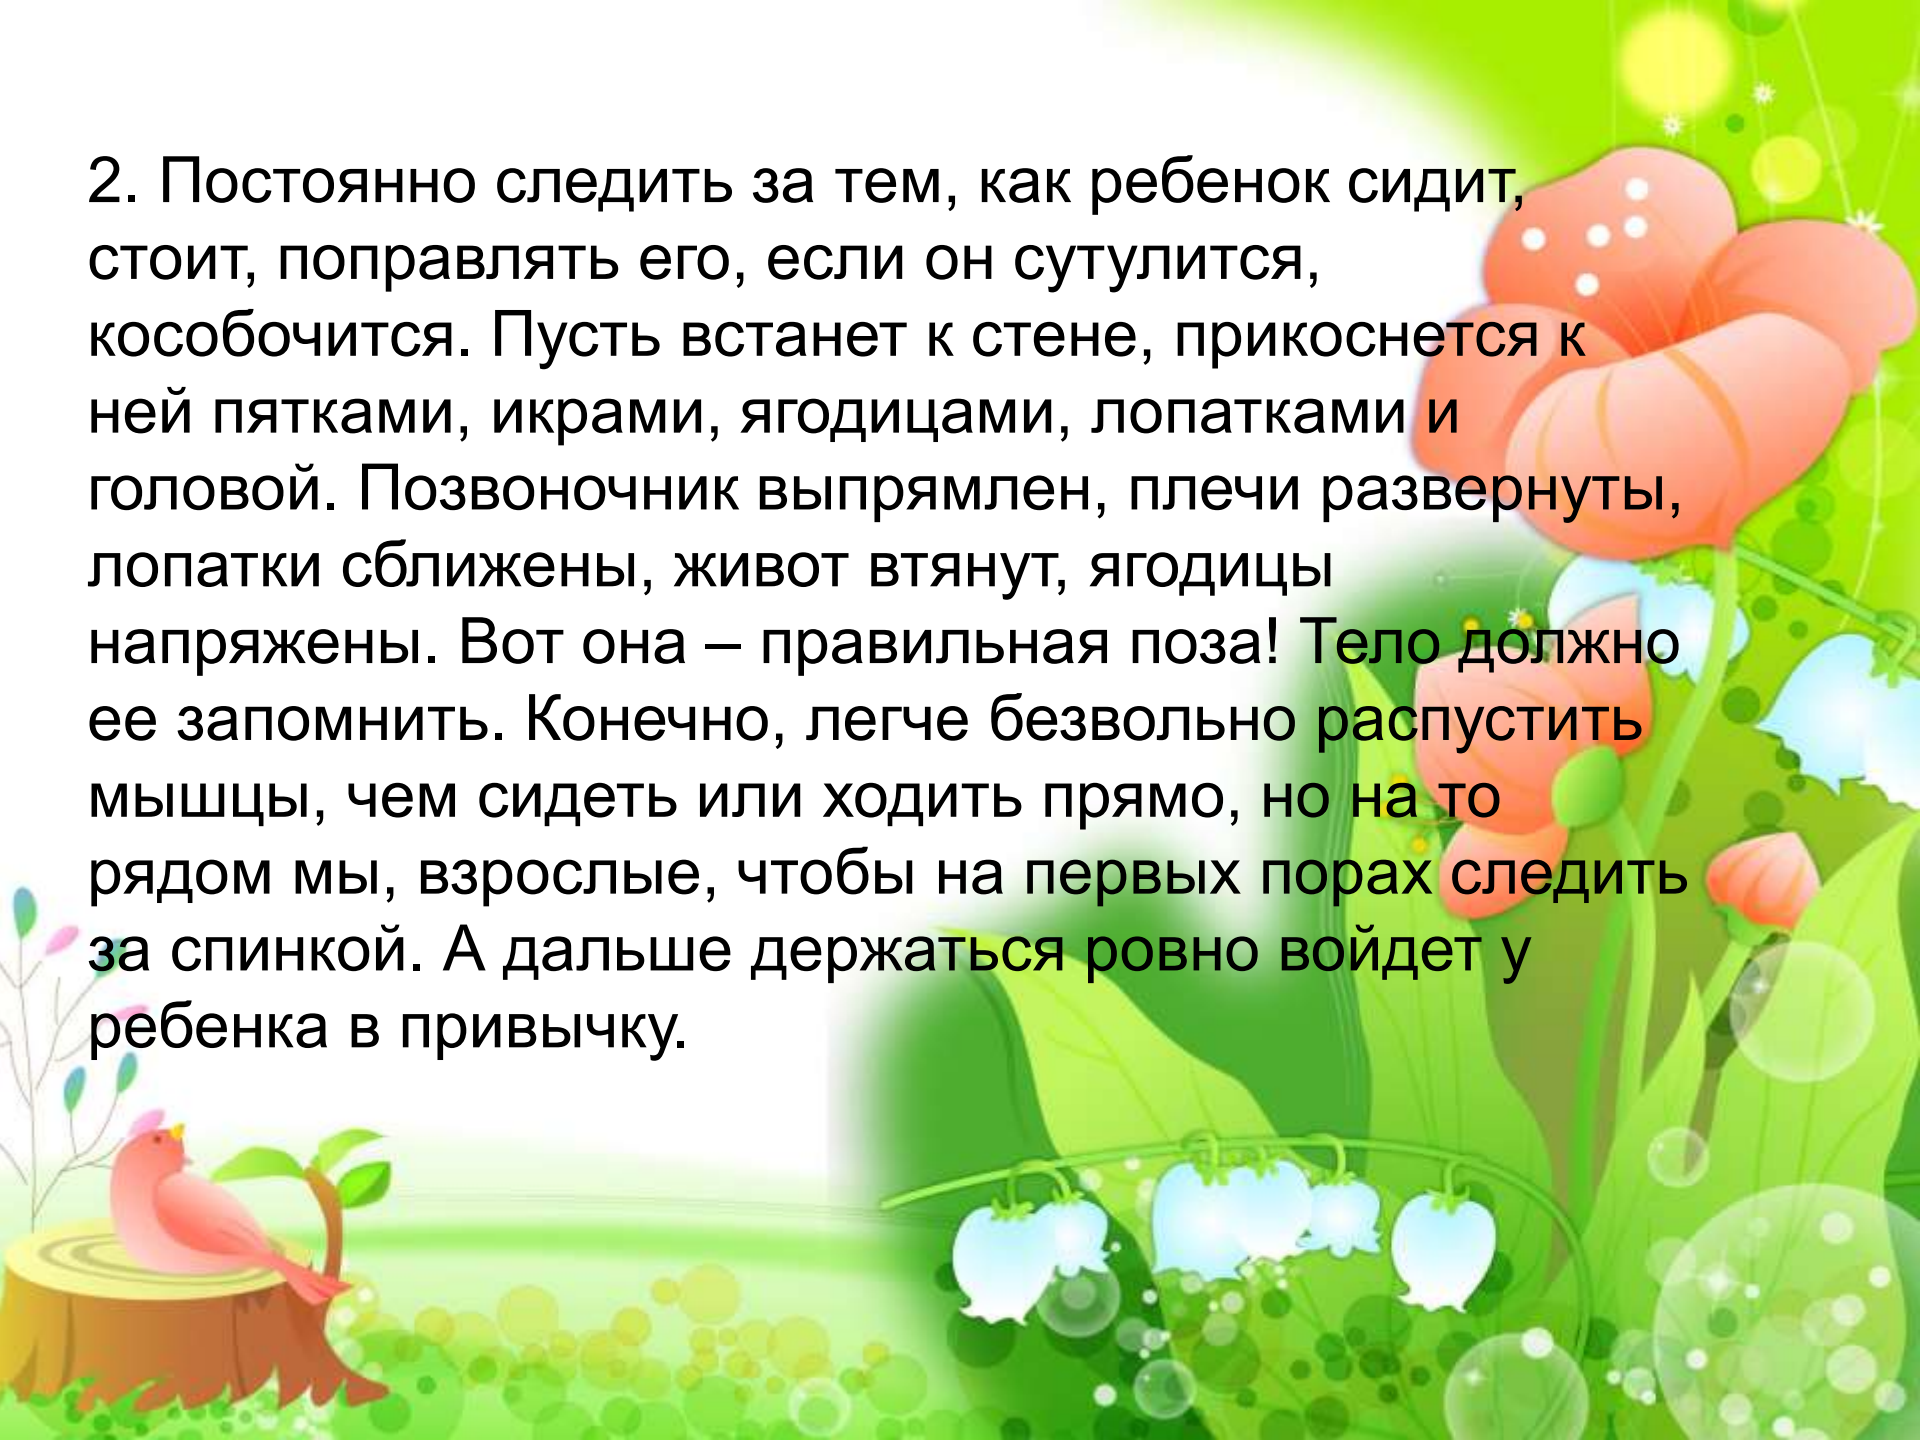 2. Постоянно следить за тем, как ребенок сидит,
стоит, поправлять его, если он сутулится,
кособочится. Пусть встанет к стене, прикоснется к
ней пятками, икрами, ягодицами, лопатками и
головой. Позвоночник выпрямлен, плечи развернуты,
лопатки сближены, живот втянут, ягодицы
напряжены. Вот она – правильная поза! Тело должно
ее запомнить. Конечно, легче безвольно распустить
мышцы, чем сидеть или ходить прямо, но на то
рядом мы, взрослые, чтобы на первых порах следить
за спинкой. А дальше держаться ровно войдет у
ребенка в привычку.